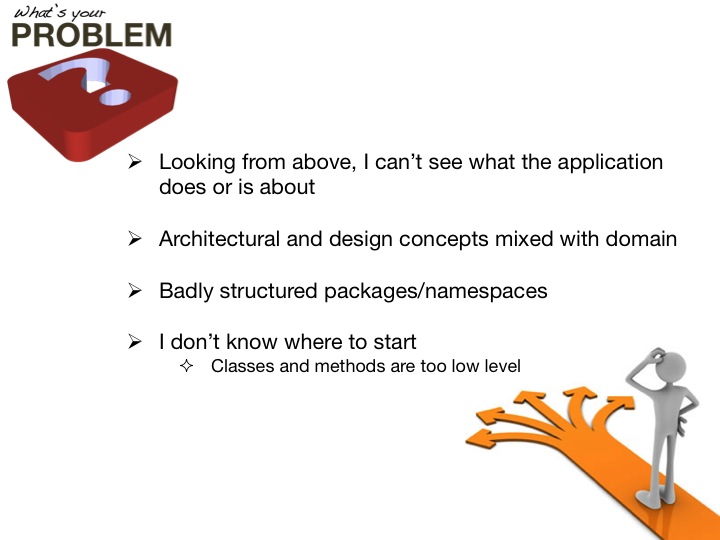 What's your
PROBLEM
?
➢ Looking from above, I can't see what the application
does or is about
➢ Architectural and design concepts mixed with domain
➢ Badly structured packages/namespaces
➢ I don't know where to start
✧ Classes and methods are too low level